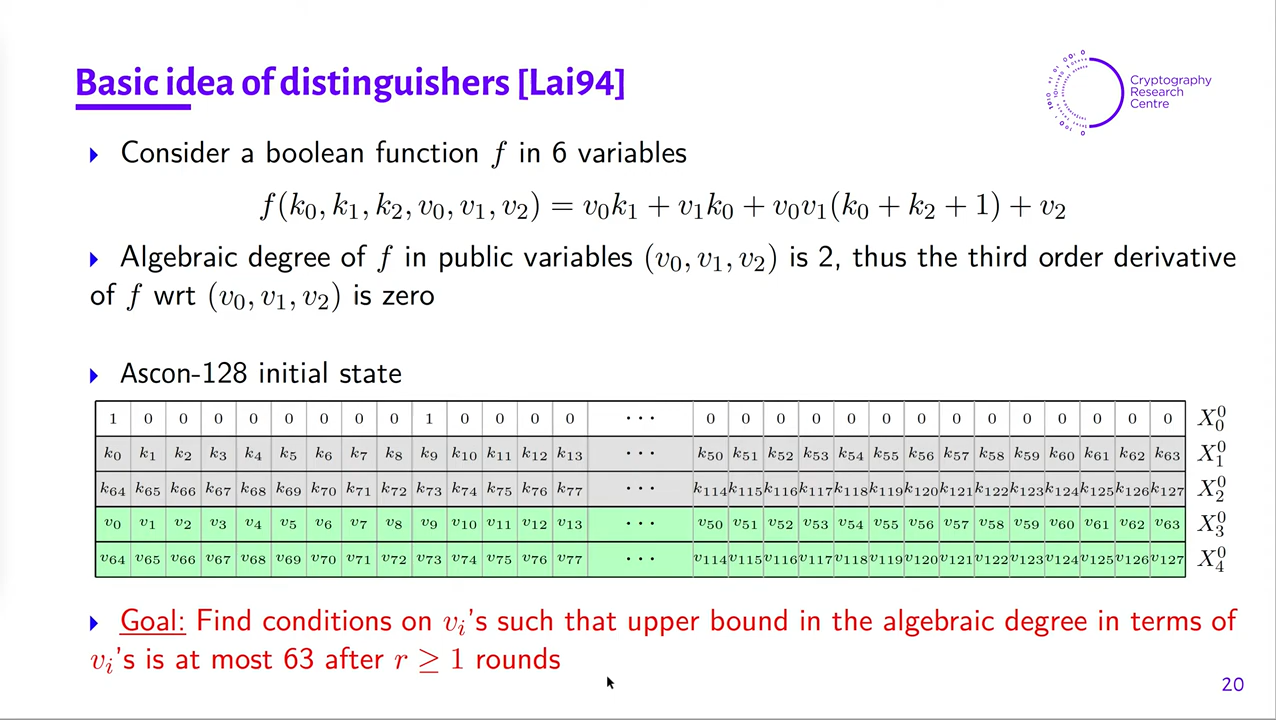 Basic idea of distinguishers [Lai94]
Cryptography
Research
Centre
Consider a boolean function f in 6 variables
f(k₀, k₁, k₂, v₀, v₁, v₂) = v₀k₁ + v₁k₀ + v₀v₁(k₀ + k₂ + 1) + v₂
Algebraic degree of f in public variables (v₀, v₁, v₂) is 2, thus the third order derivative
of f wrt (v₀, v₁, v₂) is zero
Ascon-128 initial state
1 0 0 0 0 0 0 0 0 1 0 0 0 0 ⋯ 0 0 0 0 0 0 0 0 0 0 0 0 0 0 X₀⁰
k₀ k₁ k₂ k₃ k₄ k₅ k₆ k₇ k₈ k₉ k₁₀ k₁₁ k₁₂ k₁₃ ⋯ k₅₀ k₅₁ k₅₂ k₅₃ k₅₄ k₅₅ k₅₆ k₅₇ k₅₈ k₅₉ k₆₀ k₆₁ k₆₂ k₆₃ X₁⁰
k₆₄ k₆₅ k₆₆ k₆₇ k₆₈ k₆₉ k₇₀ k₇₁ k₇₂ k₇₃ k₇₄ k₇₅ k₇₆ k₇₇ ⋯ k₁₁₄ k₁₁₅ k₁₁₆ k₁₁₇ k₁₁₈ k₁₁₉ k₁₂₀ k₁₂₁ k₁₂₂ k₁₂₃ k₁₂₄ k₁₂₅ k₁₂₆ k₁₂₇ X₂⁰
v₀ v₁ v₂ v₃ v₄ v₅ v₆ v₇ v₈ v₉ v₁₀ v₁₁ v₁₂ v₁₃ ⋯ v₅₀ v₅₁ v₅₂ v₅₃ v₅₄ v₅₅ v₅₆ v₅₇ v₅₈ v₅₉ v₆₀ v₆₁ v₆₂ v₆₃ X₃⁰
v₆₄ v₆₅ v₆₆ v₆₇ v₆₈ v₆₉ v₇₀ v₇₁ v₇₂ v₇₃ v₇₄ v₇₅ v₇₆ v₇₇ ⋯ v₁₁₄ v₁₁₅ v₁₁₆ v₁₁₇ v₁₁₈ v₁₁₉ v₁₂₀ v₁₂₁ v₁₂₂ v₁₂₃ v₁₂₄ v₁₂₅ v₁₂₆ v₁₂₇ X₄⁰
Goal: Find conditions on vᵢ's such that upper bound in the algebraic degree in terms of
vᵢ's is at most 63 after r ≥ 1 rounds
20